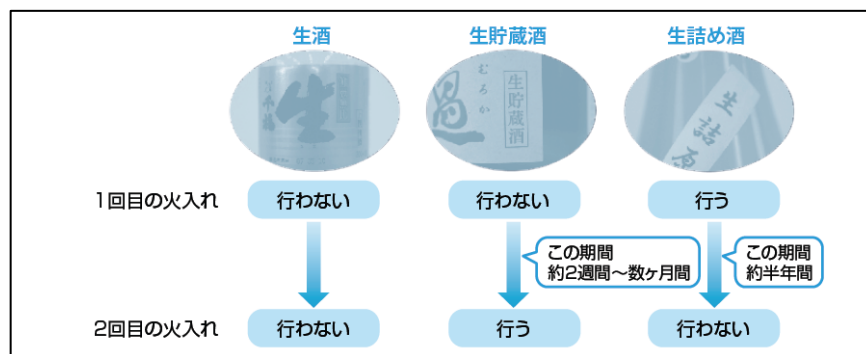 生酒
生貯蔵酒
生詰め酒
生
むろか
生貯蔵酒
生詰原
1回目の火入れ
行わない
行わない
行う
この期間
約2週間～数ヶ月間
この期間
約半年間
2回目の火入れ
行わない
行う
行わない